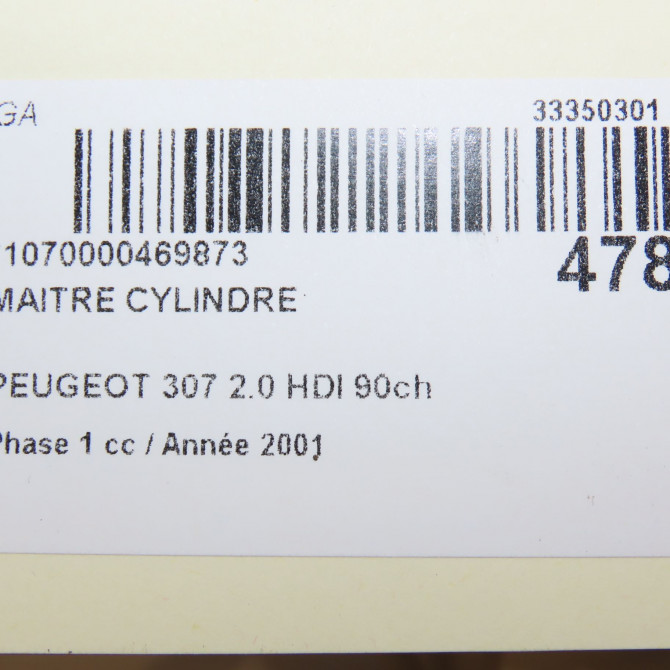 GA 33350301
1070000469873 478
MAITRE CYLINDRE
PEUGEOT 307 2.0 HDI 90ch
Phase 1 cc / Année 2001